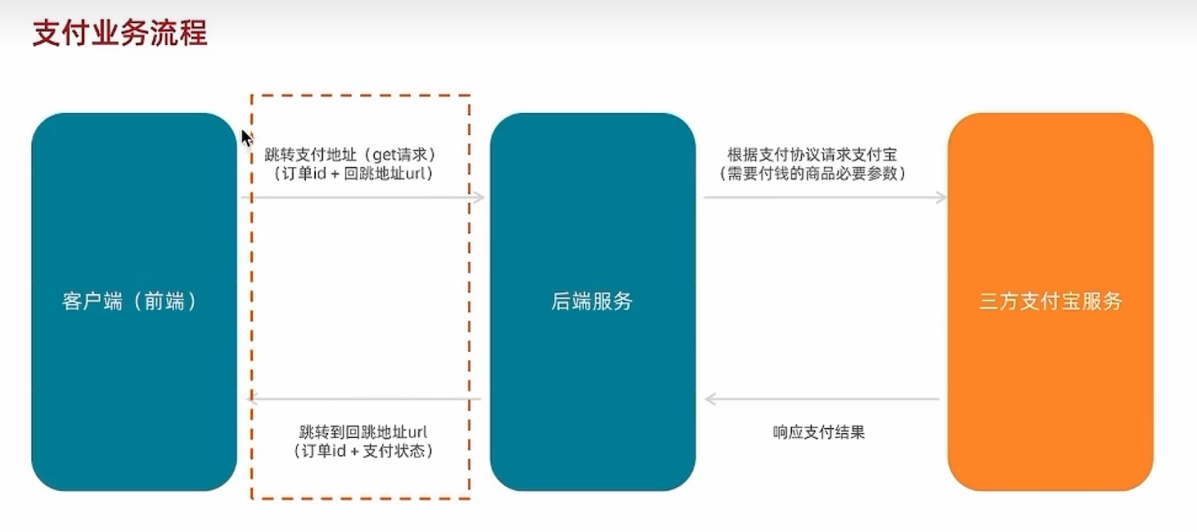 支付业务流程
跳转支付地址（get请求）
（订单id + 回跳地址url）
根据支付协议请求支付宝
（需要付钱的商品必要参数）
客户端（前端）
后端服务
三方支付宝服务
跳转到回跳地址url
（订单id + 支付状态）
响应支付结果